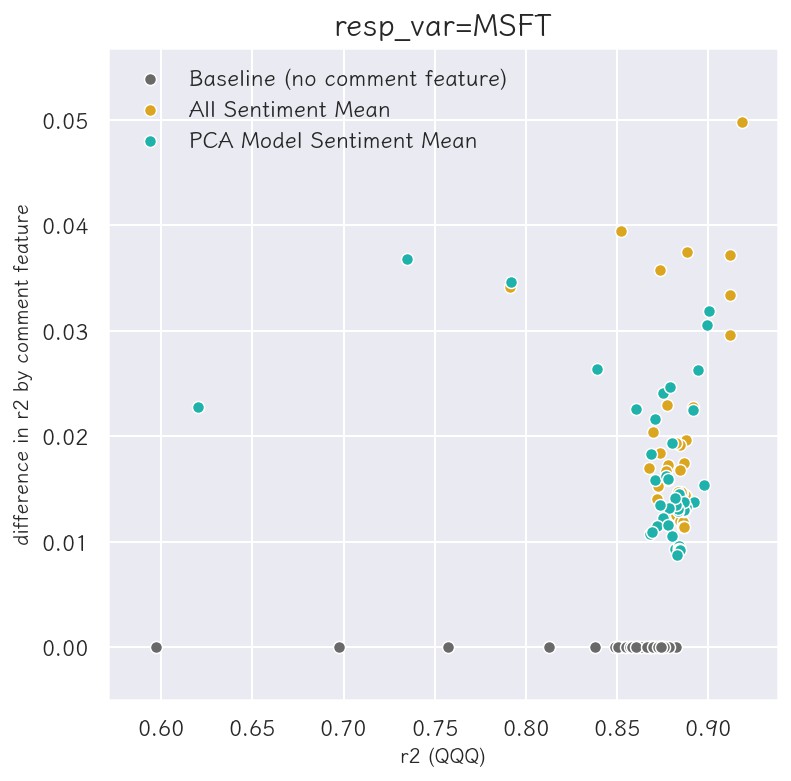 resp_var=MSFT
Baseline (no comment feature)
All Sentiment Mean
PCA Model Sentiment Mean
difference in r2 by comment feature
0.05
0.04
0.03
0.02
0.01
0.00
0.60 0.65 0.70 0.75 0.80 0.85 0.90
r2 (QQQ)